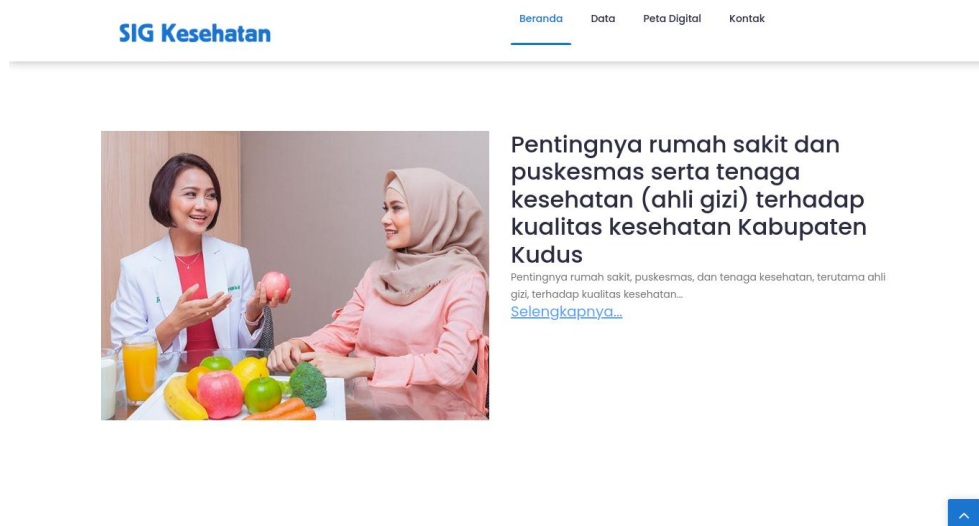 SIG Kesehatan
Beranda Data Peta Digital Kontak
Pentingnya rumah sakit dan
puskesmas serta tenaga
kesehatan (ahli gizi) terhadap
kualitas kesehatan Kabupaten
Kudus
Pentingnya rumah sakit, puskesmas, dan tenaga kesehatan, terutama ahli
gizi, terhadap kualitas kesehatan...
Selengkapnya...